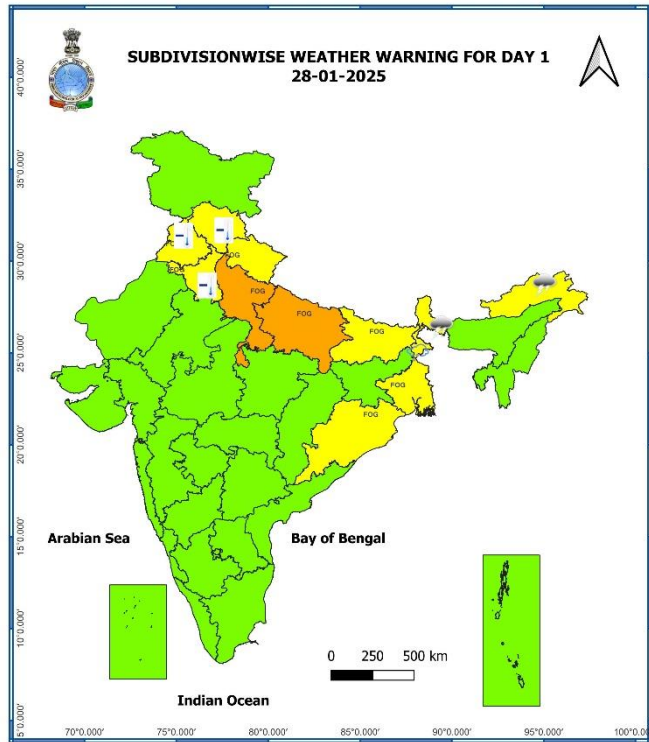 SUBDIVISIONWISE WEATHER WARNING FOR DAY 1
28-01-2025
40°0.000'
35°0.000'
30°0.000'
25°0.000'
20°0.000'
15°0.000'
10°0.000'
5°0.000'
FOG
FOG
FOG
FOG
FOG
FOG
FOG
Arabian Sea
Bay of Bengal
0 250 500 km
Indian Ocean
70°0.000' 75°0.000' 80°0.000' 85°0.000' 90°0.000' 95°0.000' 100°0.00